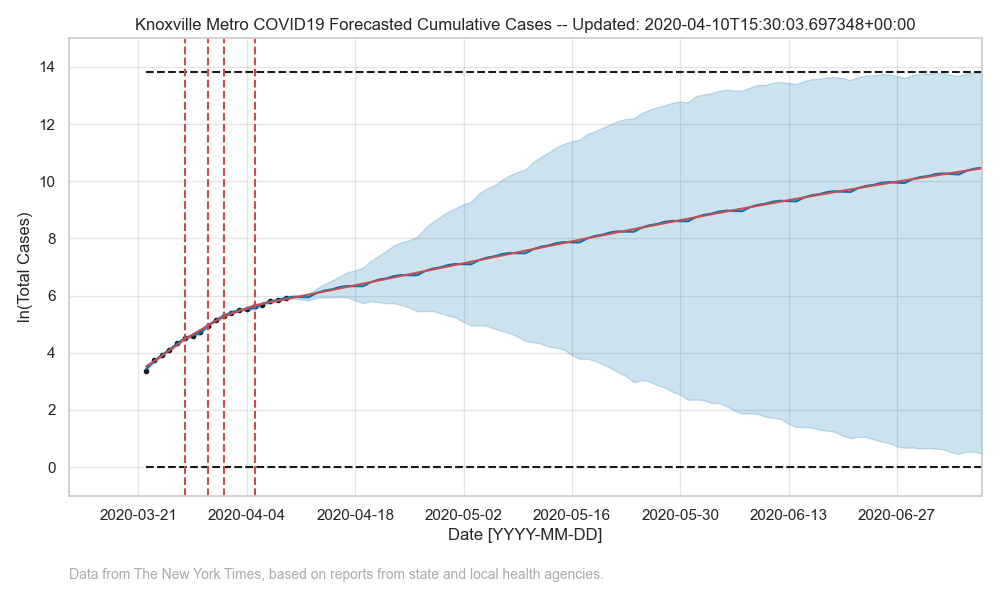 Knoxville Metro COVID19 Forecasted Cumulative Cases -- Updated: 2020-04-10T15:30:03.697348+00:00
14
12
10
8
6
4
2
0
ln(Total Cases)
2020-03-21 2020-04-04 2020-04-18 2020-05-02 2020-05-16 2020-05-30 2020-06-13 2020-06-27
Date [YYYY-MM-DD]
Data from The New York Times, based on reports from state and local health agencies.